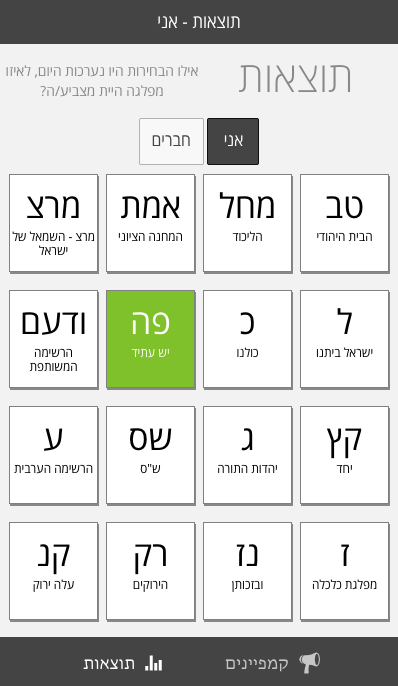 תוצאות - אני
תוצאות
אילו הבחירות היו נערכות היום, לאיזו
מפלגה היית מצביע/ה?
אני
חברים
טב
הבית היהודי
מחל
הליכוד
אמת
המחנה הציוני
מרצ
מרצ - השמאל של
ישראל
ל
ישראל ביתנו
כ
כולנו
פה
יש עתיד
ודעם
הרשימה
המשותפת
קץ
יחד
ג
יהדות התורה
שס
ש"ס
ע
הרשימה הערבית
ז
מפלגת כלכלה
נז
ובזכותן
רק
הירוקים
קנ
עלה ירוק
קמפיינים
תוצאות